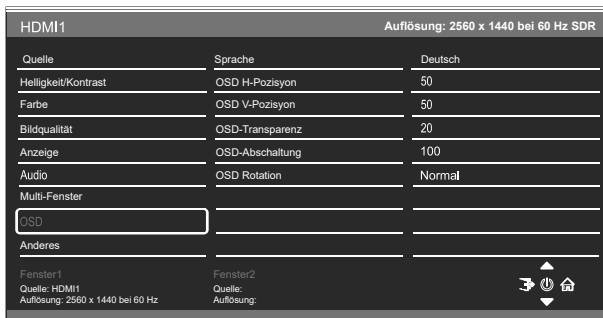 HDMI1
Auflösung: 2560 x 1440 bei 60 Hz SDR
Quelle
Sprache
Deutsch
Helligkeit/Kontrast
OSD H-Pozisyon
50
Farbe
OSD V-Pozisyon
50
Bildqualität
OSD-Transparenz
20
Anzeige
OSD-Abschaltung
100
Audio
OSD Rotation
Normal
Multi-Fenster
OSD
Anderes
Fenster1
Fenster2
Quelle: HDMI1
Quelle:
Auflösung: 2560 x 1440 bei 60 Hz
Auflösung: